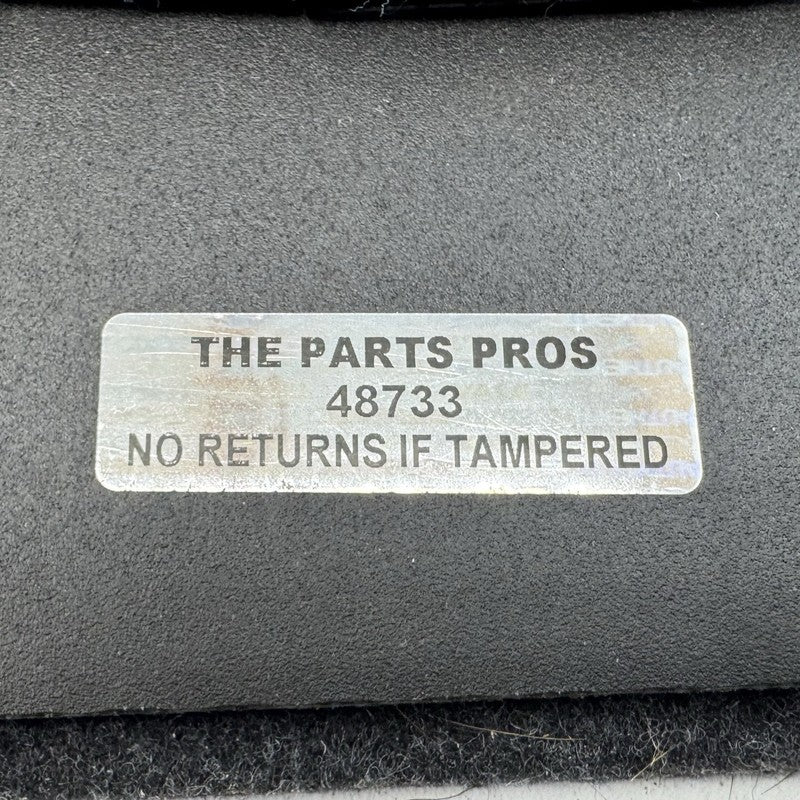 THE PARTS PROS
48733
NO RETURNS IF TAMPERED